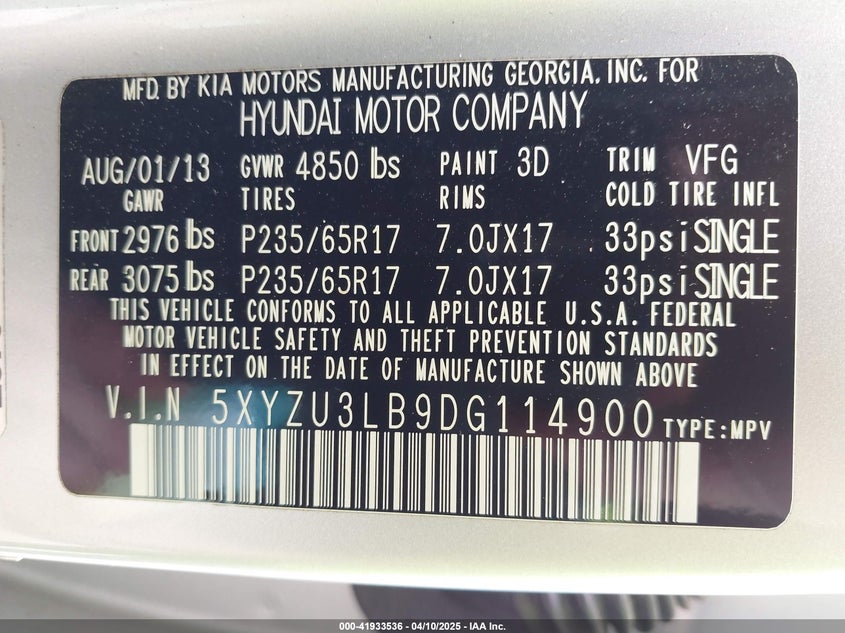 MFD. BY KIA MOTORS MANUFACTURING GEORGIA, INC. FOR
HYUNDAI MOTOR COMPANY
AUG/01/13 GVWR 4850 lbs PAINT 3D TRIM VFG
GAWR TIRES RIMS COLD TIRE INFL
FRONT 2976 lbs P235/65R17 7.0JX17 33psi SINGLE
REAR 3075 lbs P235/65R17 7.0JX17 33psi SINGLE
THIS VEHICLE CONFORMS TO ALL APPLICABLE U.S.A. FEDERAL
MOTOR VEHICLE SAFETY AND THEFT PREVENTION STANDARDS
IN EFFECT ON THE DATE OF MANUFACTURE SHOWN ABOVE
V.I.N 5XYZU3LB9DG114900 TYPE:MPV
000-41933536 - 04/10/2025 - IAA Inc.